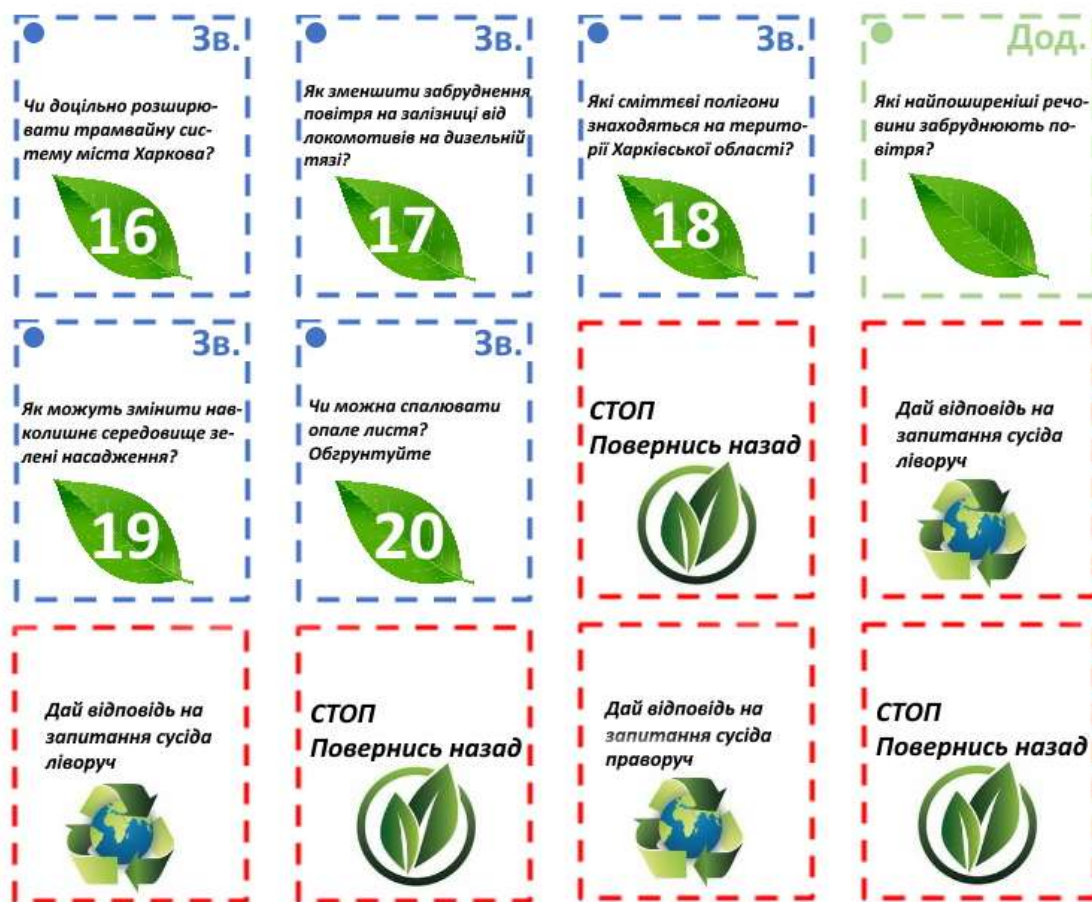 Зв.
Чи доцільно розширю-
вати трамвайну сис-
тему міста Харкова?
16
Зв.
Як зменшити забруднення
повітря на залізниці від
локомотивів на дизельній
тязі?
17
Зв.
Які сміттєві полігони
знаходяться на терито-
рії Харківської області?
18
Дод.
Які найпоширеніші речо-
вини забруднюють по-
вітря?
Зв.
Як можуть змінити нав-
колишнє середовище зе-
лені насадження?
19
Зв.
Чи можна спалювати
опале листя?
Обгрунтуйте
20
СТОП
Повернись назад
Дай відповідь на
запитання сусіда
ліворуч
Дай відповідь на
запитання сусіда
ліворуч
СТОП
Повернись назад
Дай відповідь на
запитання сусіда
праворуч
СТОП
Повернись назад